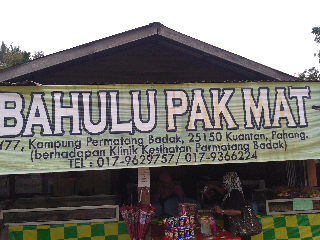 BAHULU PAK MAT
Y77, Kampung Permatang Badak, 25150 Kuantan, Pahang.
(berhadapan Klinik Kesihatan Permatang Badak)
TEL : 017-9629757/ 017-9366224